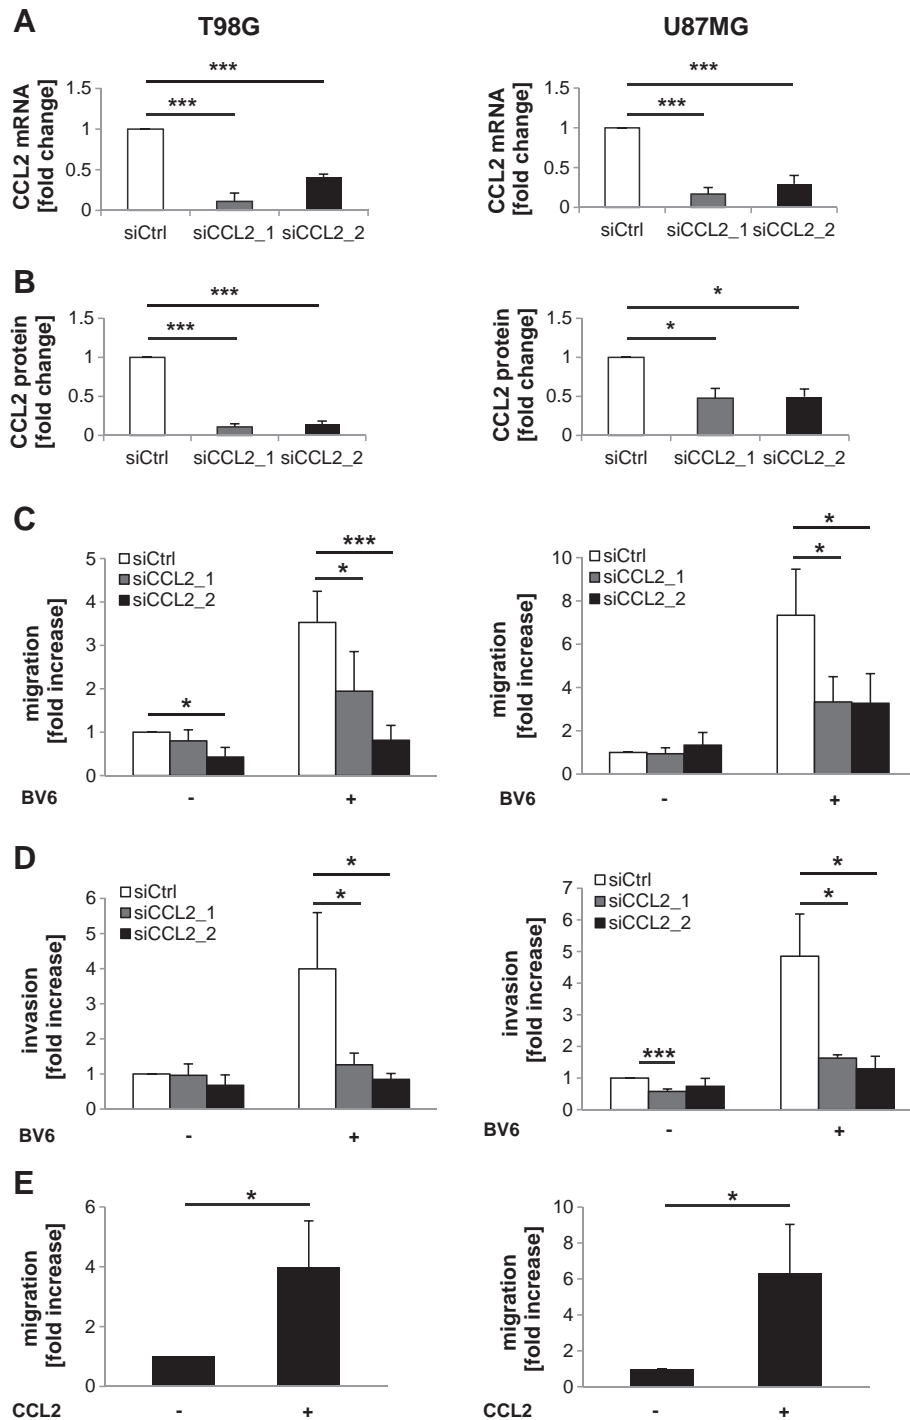 A
T98G
U87MG
CCL2 mRNA
[fold change]
1.5
1
0.5
0
***
***
siCtrl
siCCL2_1
siCCL2_2
CCL2 mRNA
[fold change]
1.5
1
0.5
0
***
***
siCtrl
siCCL2_1
siCCL2_2
B
CCL2 protein
[fold change]
1.5
1
0.5
0
***
***
siCtrl
siCCL2_1
siCCL2_2
CCL2 protein
[fold change]
1.5
1
0.5
0
*
*
siCtrl
siCCL2_1
siCCL2_2
C
migration
[fold increase]
5
4
3
2
1
0
siCtrl
siCCL2_1
siCCL2_2
*
***
*
BV6
-
+
migration
[fold increase]
10
8
6
4
2
0
siCtrl
siCCL2_1
siCCL2_2
*
*
BV6
-
+
D
invasion
[fold increase]
6
5
4
3
2
1
0
siCtrl
siCCL2_1
siCCL2_2
*
*
BV6
-
+
invasion
[fold increase]
7
6
5
4
3
2
1
0
siCtrl
siCCL2_1
siCCL2_2
***
*
*
BV6
-
+
E
migration
[fold increase]
6
4
2
0
*
CCL2
-
+
migration
[fold increase]
10
8
6
4
2
0
*
CCL2
-
+